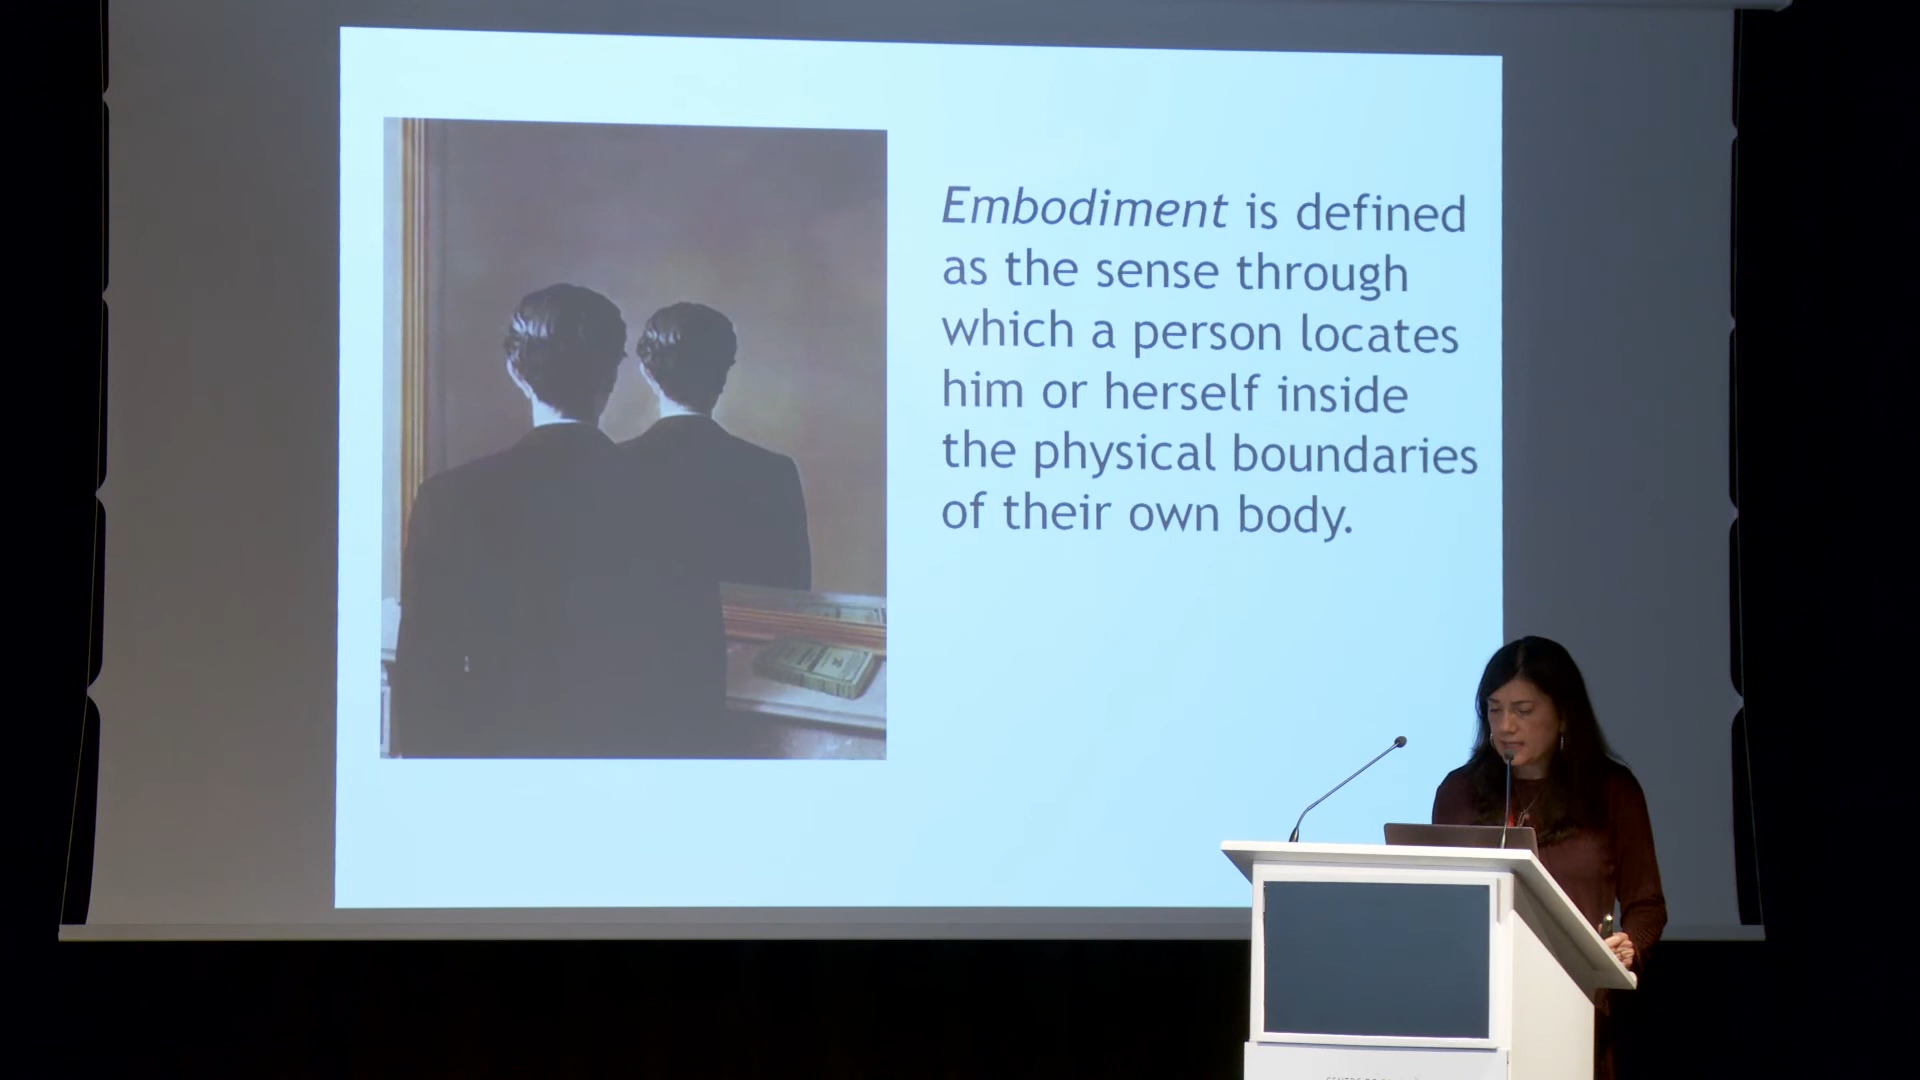 Embodiment is defined
as the sense through
which a person locates
him or herself inside
the physical boundaries
of their own body.